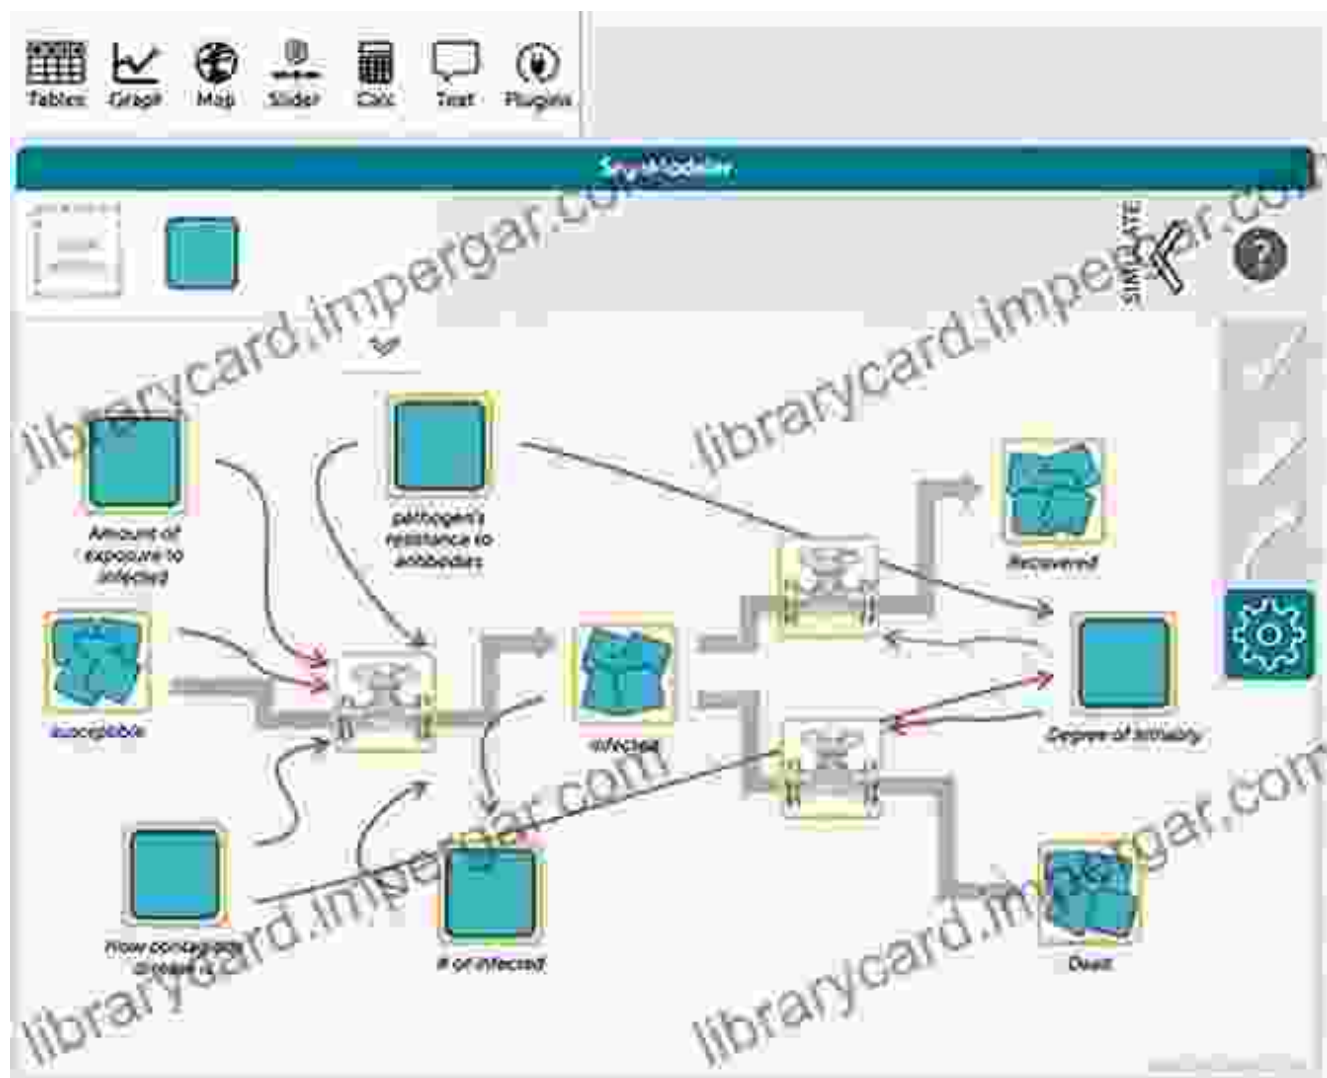 Tables Graph Map Slider Calc Text Plugins
SageModeler
SIMULATE
?
librarycard.impergar.com
librarycard.impergar.com
Amount of
exposure to
infected
pathogen's
resistance to
antibodies
Recovered
susceptible
infected
Degree of lethality
How contagious
disease is
# of infected
Dead
librarycard.impergar.com
librarycard.impergar.com